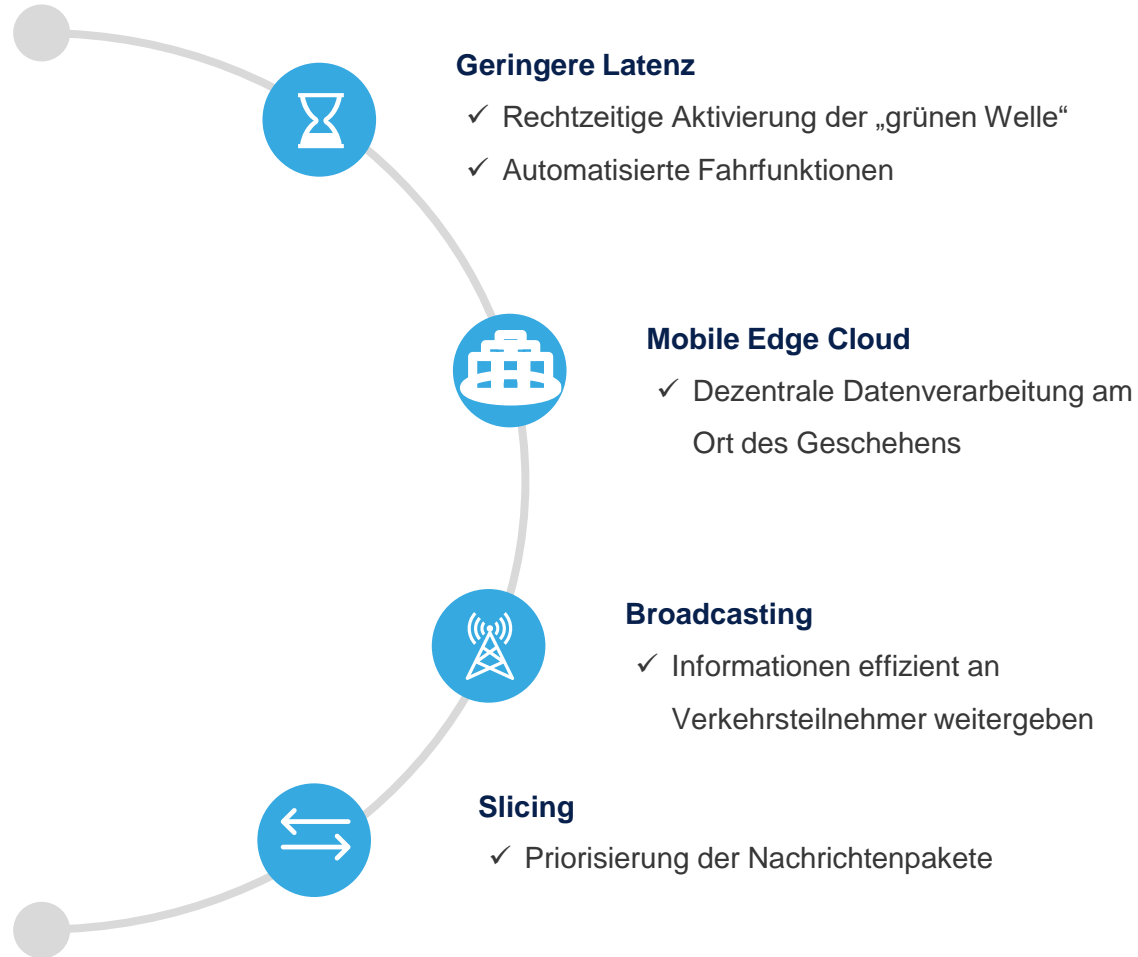 Geringere Latenz
✓ Rechtzeitige Aktivierung der „grünen Welle“
✓ Automatisierte Fahrfunktionen
Mobile Edge Cloud
✓ Dezentrale Datenverarbeitung am
Ort des Geschehens
Broadcasting
✓ Informationen effizient an
Verkehrsteilnehmer weitergeben
Slicing
✓ Priorisierung der Nachrichtenpakete